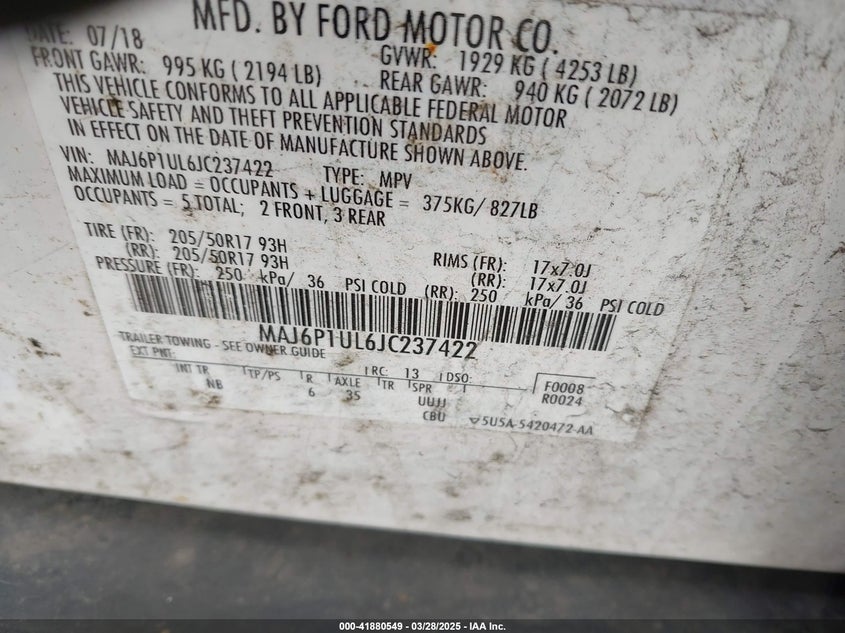 MFD. BY FORD MOTOR CO.
DATE: 07/18 GVWR: 1929 KG ( 4253 LB)
FRONT GAWR: 995 KG ( 2194 LB) REAR GAWR: 940 KG ( 2072 LB)
THIS VEHICLE CONFORMS TO ALL APPLICABLE FEDERAL MOTOR
VEHICLE SAFETY AND THEFT PREVENTION STANDARDS
IN EFFECT ON THE DATE OF MANUFACTURE SHOWN ABOVE.
VIN: MAJ6P1UL6JC237422 TYPE: MPV
MAXIMUM LOAD = OCCUPANTS + LUGGAGE = 375KG/ 827LB
OCCUPANTS = 5 TOTAL; 2 FRONT, 3 REAR
TIRE (FR): 205/50R17 93H RIMS (FR): 17x7.0J
(RR): 205/50R17 93H (RR): 17x7.0J
PRESSURE (FR): 250 kPa/ 36 PSI COLD (RR): 250 kPa/ 36 PSI COLD
MAJ6P1UL6JC237422
TRAILER TOWING - SEE OWNER GUIDE
EXT PNT: RC: 13 DSO: F0008
INT TR TP/PS R AXLE TR SPR R0024
NB 6 35 UUJJ
CBU 5U5A-5420472-AA
000-41880549 | 03/28/2025 - IAA Inc.